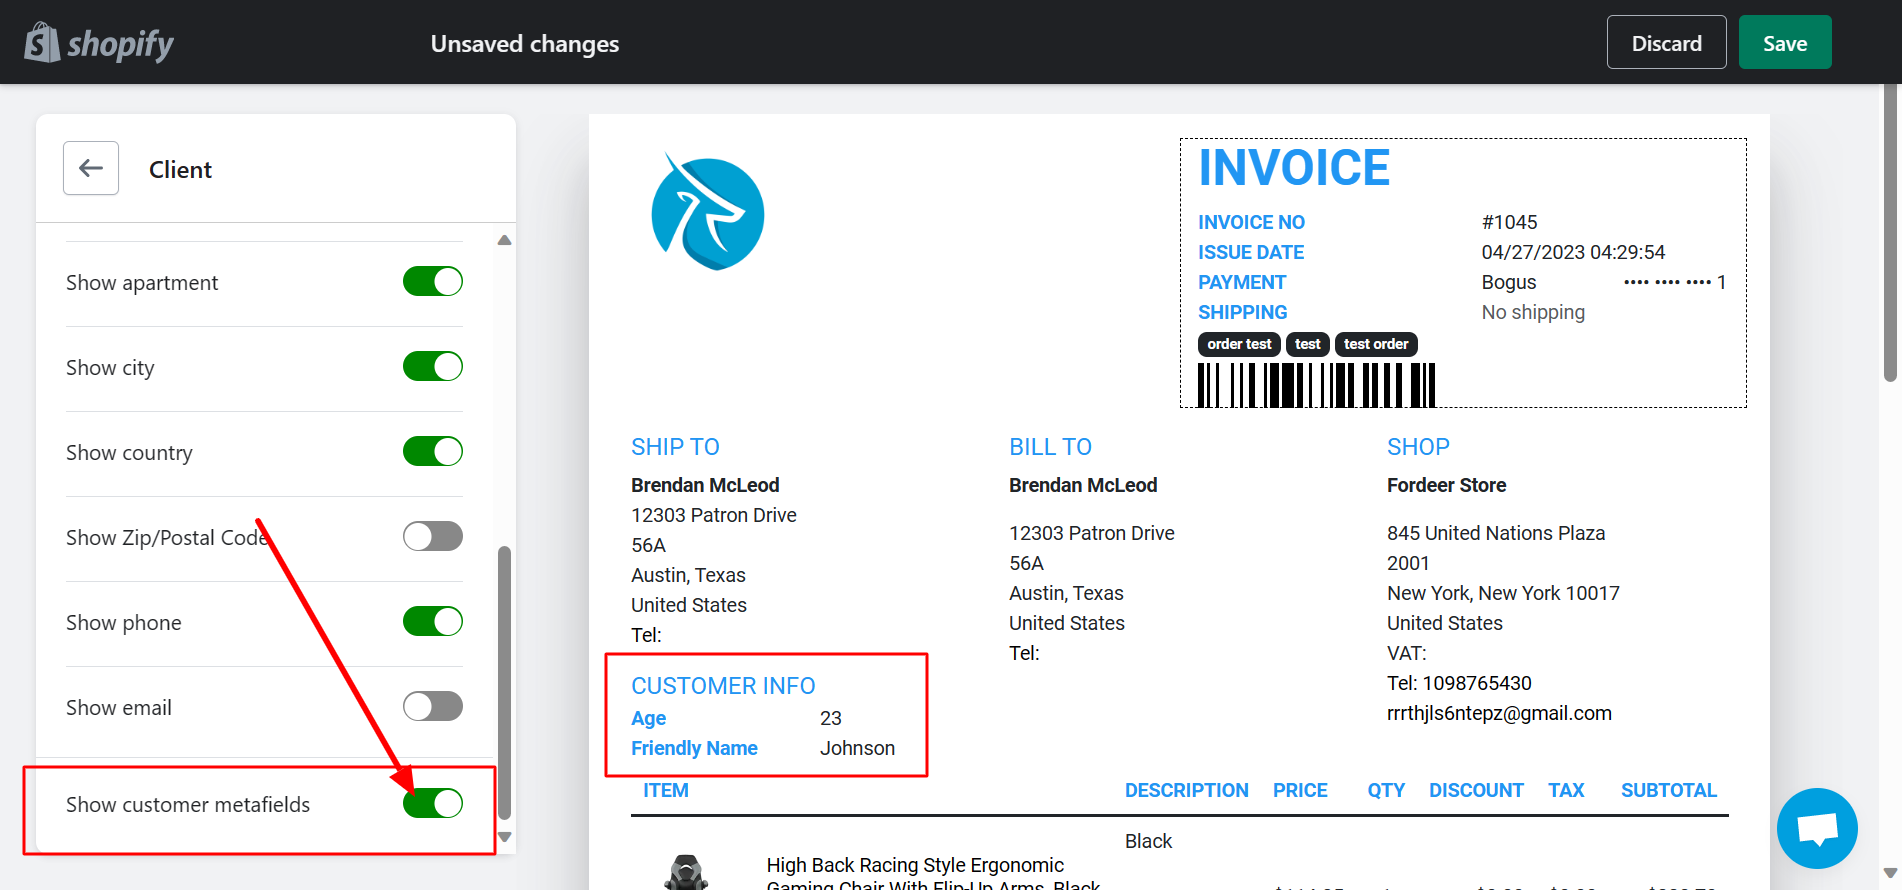 shopify
Unsaved changes
Discard
Save
Client
Show apartment
Show city
Show country
Show Zip/Postal Code
Show phone
Show email
Show customer metafields
INVOICE
INVOICE NO #1045
ISSUE DATE 04/27/2023 04:29:54
PAYMENT Bogus •••• •••• •••• 1
SHIPPING No shipping
order test test test order
SHIP TO
Brendan McLeod
12303 Patron Drive
56A
Austin, Texas
United States
Tel:
BILL TO
Brendan McLeod
12303 Patron Drive
56A
Austin, Texas
United States
Tel:
SHOP
Fordeer Store
845 United Nations Plaza
2001
New York, New York 10017
United States
VAT:
Tel: 1098765430
rrrthjls6ntepz@gmail.com
CUSTOMER INFO
Age 23
Friendly Name Johnson
ITEM DESCRIPTION PRICE QTY DISCOUNT TAX SUBTOTAL
Black
High Back Racing Style Ergonomic
Gaming Chair With Flip-Up Arms, Black